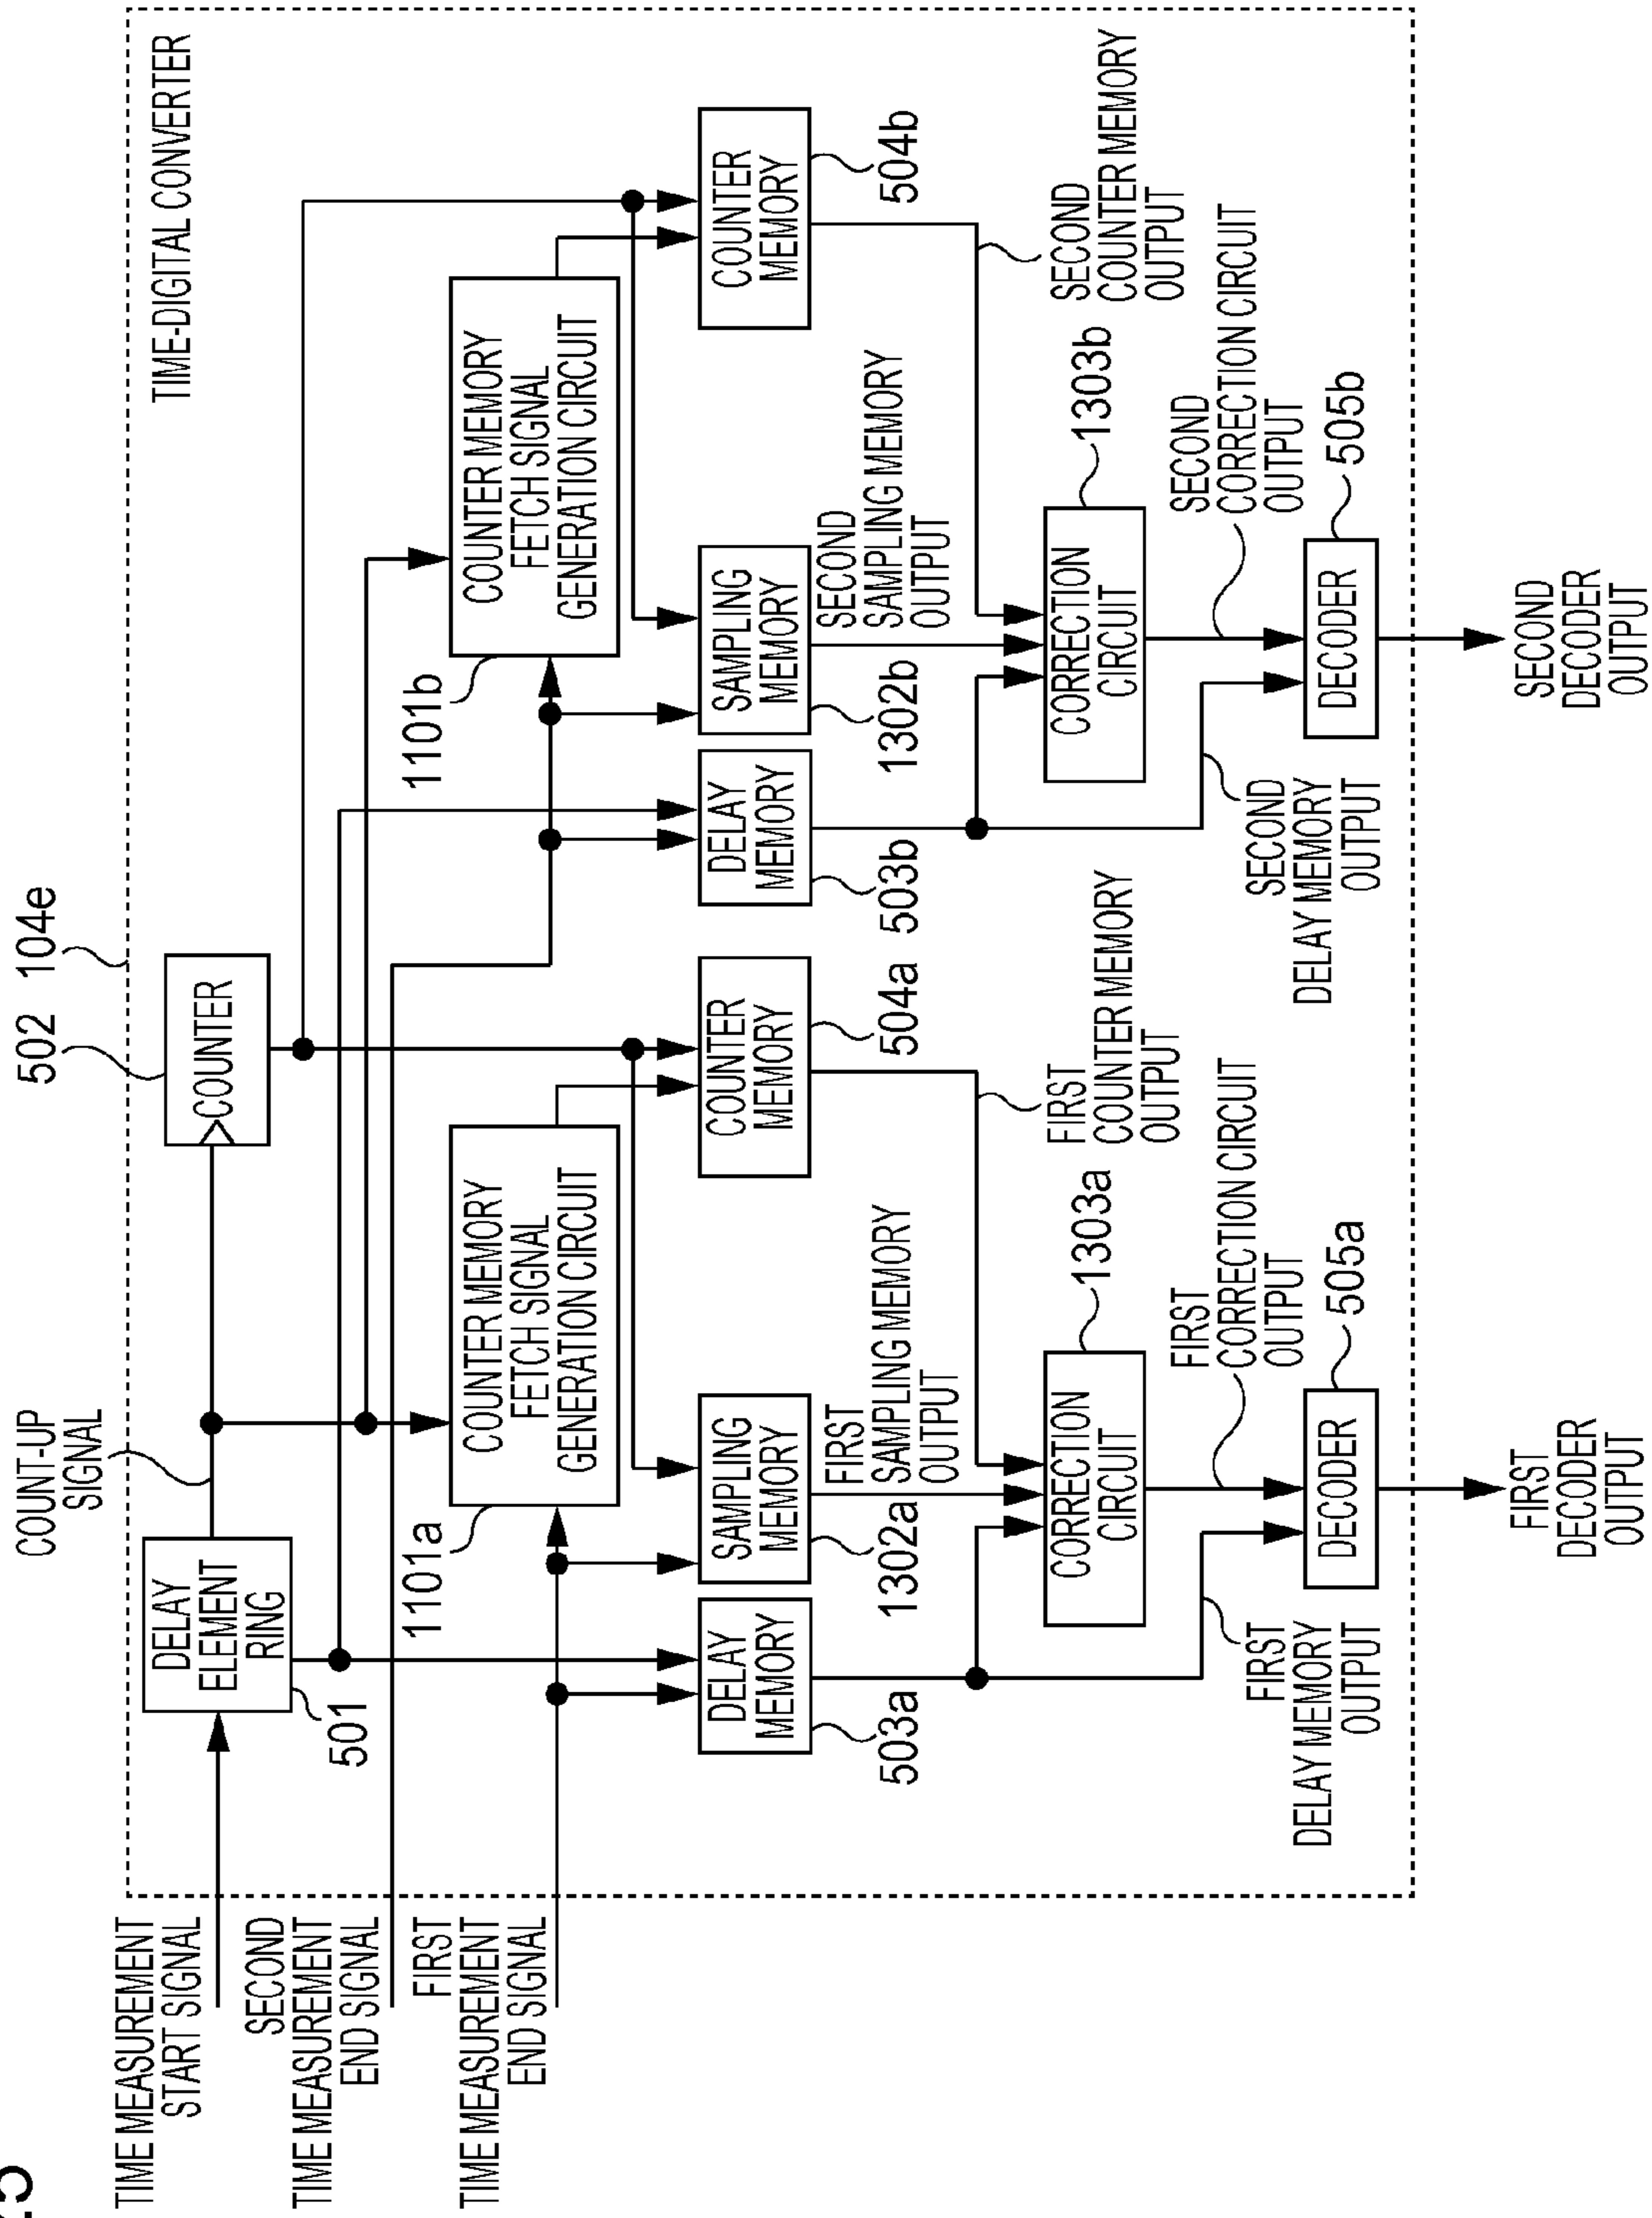 TIME-DIGITAL CONVERTER
502
104e
COUNT-UP
SIGNAL
TIME MEASUREMENT
START SIGNAL
SECOND
TIME MEASUREMENT
END SIGNAL
FIRST
TIME MEASUREMENT
END SIGNAL
DELAY
ELEMENT
RING
501
COUNTER
1101a
COUNTER MEMORY
FETCH SIGNAL
GENERATION CIRCUIT
1101b
COUNTER MEMORY
FETCH SIGNAL
GENERATION CIRCUIT
DELAY
MEMORY
503a
SAMPLING
MEMORY
1302a
COUNTER
MEMORY
504a
DELAY
MEMORY
503b
SAMPLING
MEMORY
1302b
COUNTER
MEMORY
504b
FIRST
SAMPLING MEMORY
OUTPUT
FIRST
COUNTER MEMORY
OUTPUT
SECOND
SAMPLING MEMORY
OUTPUT
SECOND
COUNTER MEMORY
OUTPUT
CORRECTION
CIRCUIT
1303a
CORRECTION
CIRCUIT
1303b
FIRST
DELAY MEMORY
OUTPUT
FIRST
CORRECTION CIRCUIT
OUTPUT
SECOND
DELAY MEMORY
OUTPUT
SECOND
CORRECTION CIRCUIT
OUTPUT
DECODER
505a
DECODER
505b
FIRST
DECODER
OUTPUT
SECOND
DECODER
OUTPUT